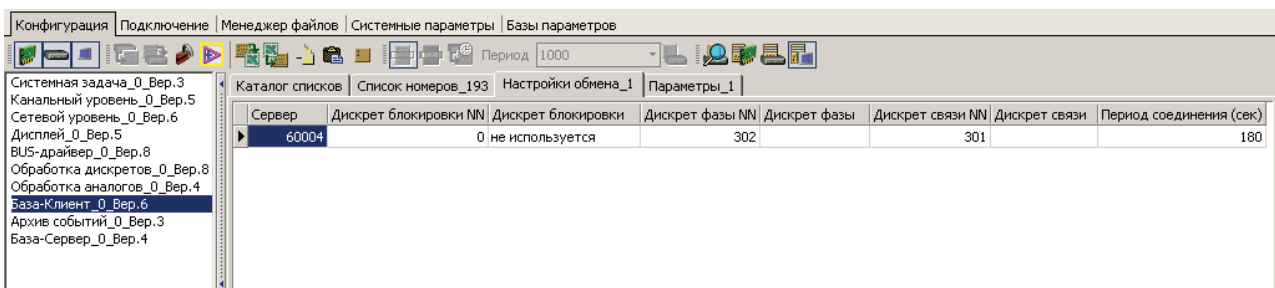 Конфигурация Подключение Менеджер файлов Системные параметры Базы параметров
Период 1000
Системная задача_0_Вер.3
Канальный уровень_0_Вер.5
Сетевой уровень_0_Вер.6
Дисплей_0_Вер.5
BUS-драйвер_0_Вер.8
Обработка дискретов_0_Вер.8
Обработка аналогов_0_Вер.4
База-Клиент_0_Вер.6
Архив событий_0_Вер.3
База-Сервер_0_Вер.4
Каталог списков Список номеров_193 Настройки обмена_1 Параметры_1
Сервер Дискрет блокировки NN Дискрет блокировки Дискрет фазы NN Дискрет фазы Дискрет связи NN Дискрет связи Период соединения (сек)
60004 0 не используется 302 301 180